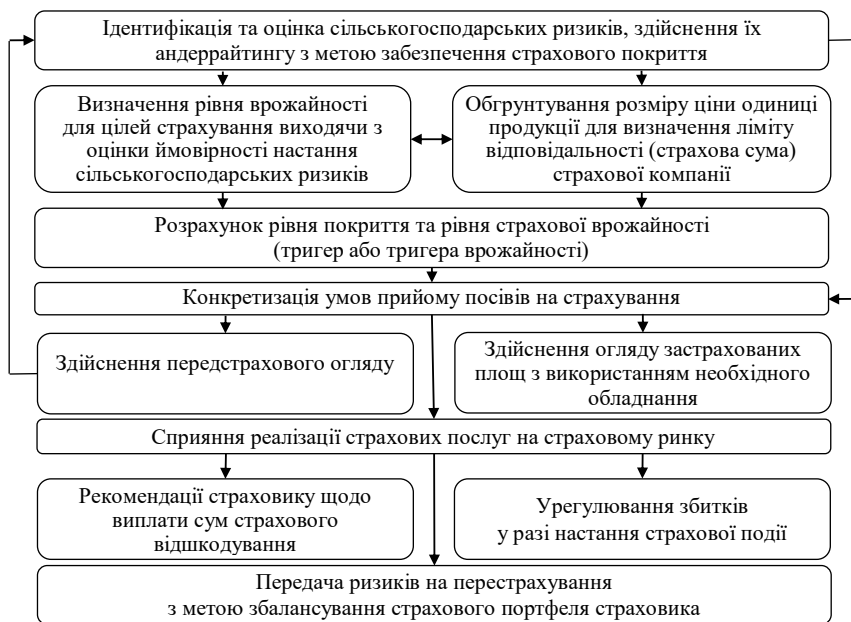 Ідентифікація та оцінка сільськогосподарських ризиків, здійснення їх
андеррайтингу з метою забезпечення страхового покриття
Визначення рівня врожайності
для цілей страхування виходячи з
оцінки ймовірності настання
сільськогосподарських ризиків
Обгрунтування розміру ціни одиниці
продукції для визначення ліміту
відповідальності (страхова сума)
страхової компанії
Розрахунок рівня покриття та рівня страхової врожайності
(тригер або тригера врожайності)
Конкретизація умов прийому посівів на страхування
Здійснення передстрахового огляду
Здійснення огляду застрахованих
площ з використанням необхідного
обладнання
Сприяння реалізації страхових послуг на страховому ринку
Рекомендації страховику щодо
виплати сум страхового
відшкодування
Урегулювання збитків
у разі настання страхової події
Передача ризиків на перестрахування
з метою збалансування страхового портфеля страховика